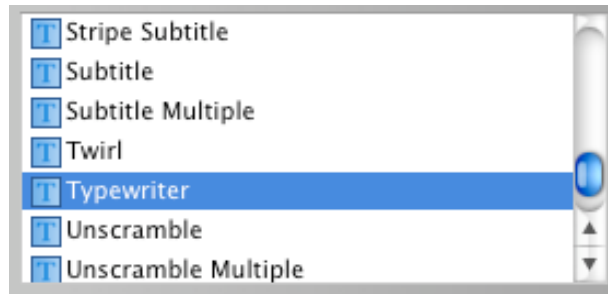 Stripe Subtitle
Subtitle
Subtitle Multiple
Twirl
Typewriter
Unscramble
Unscramble Multiple